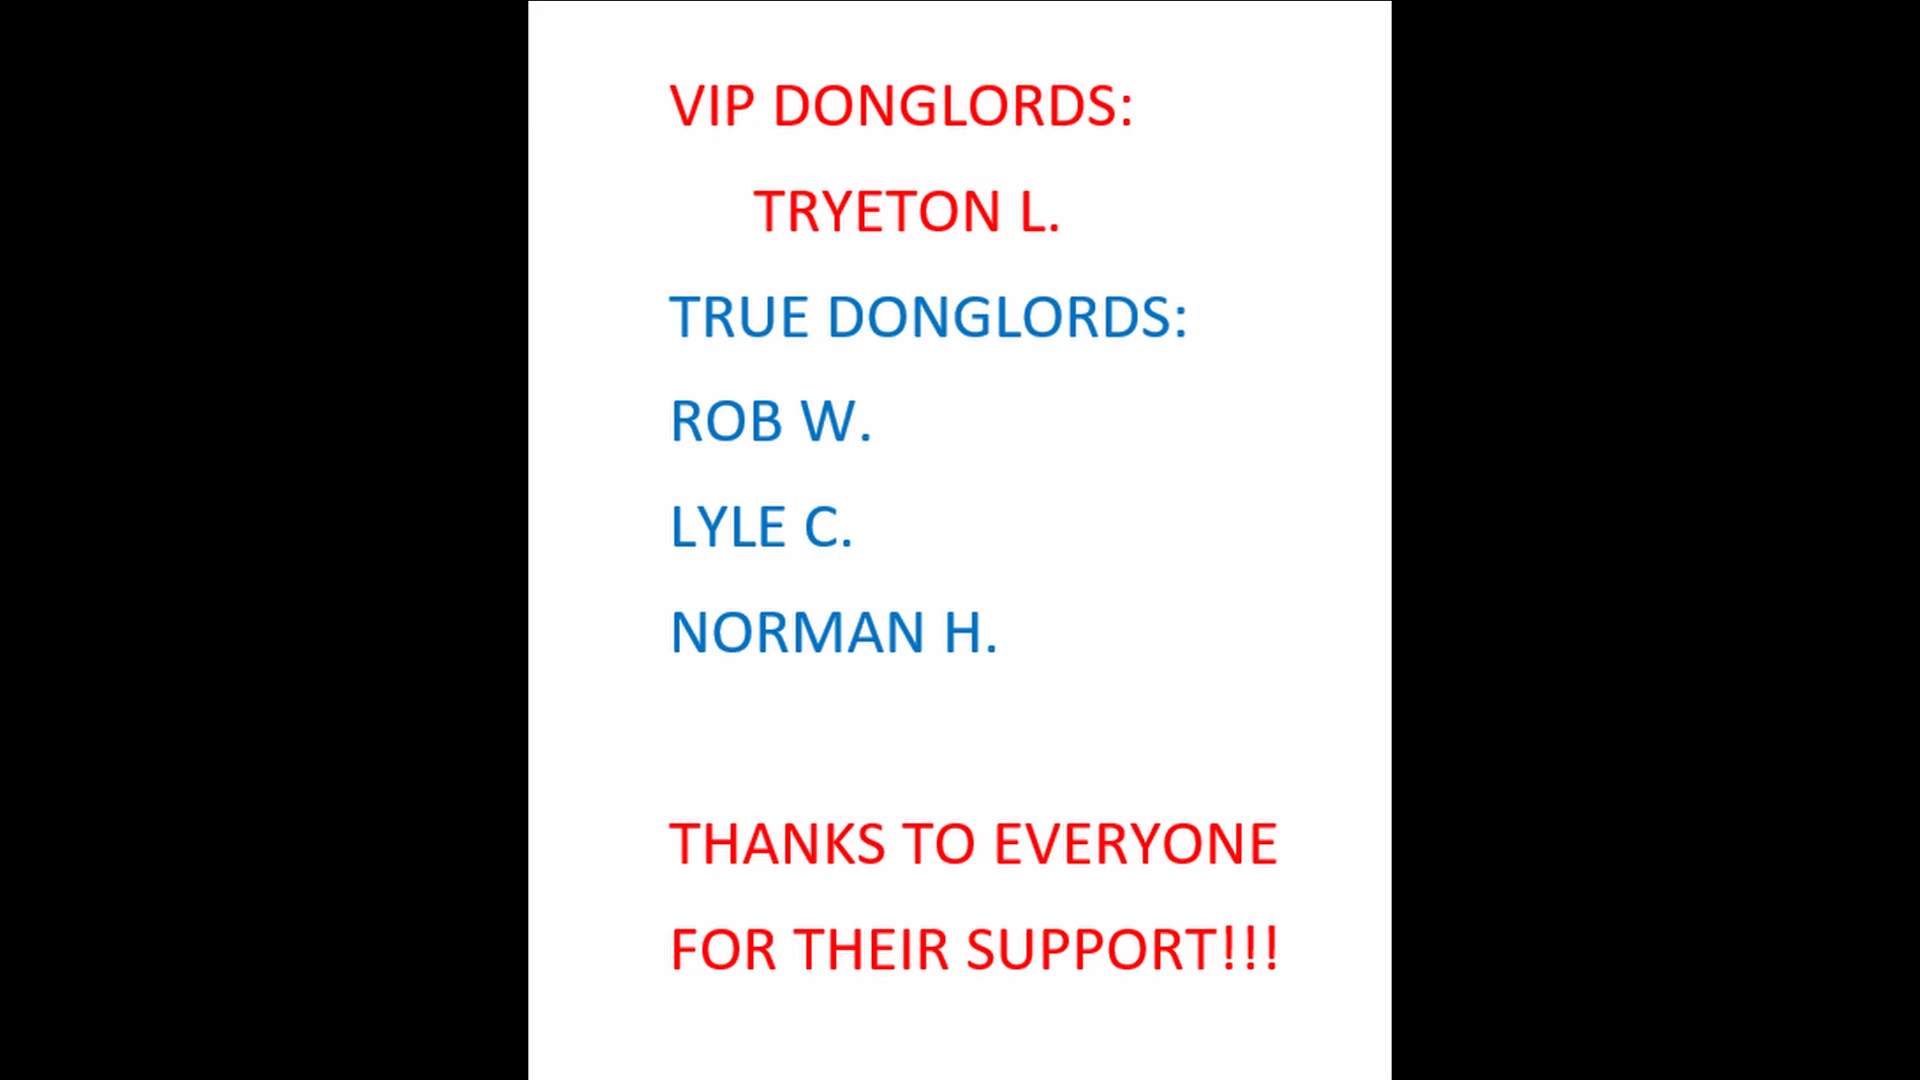 VIP DONGLORDS:
TRYETON L.
TRUE DONGLORDS:
ROB W.
LYLE C.
NORMAN H.
THANKS TO EVERYONE
FOR THEIR SUPPORT!!!